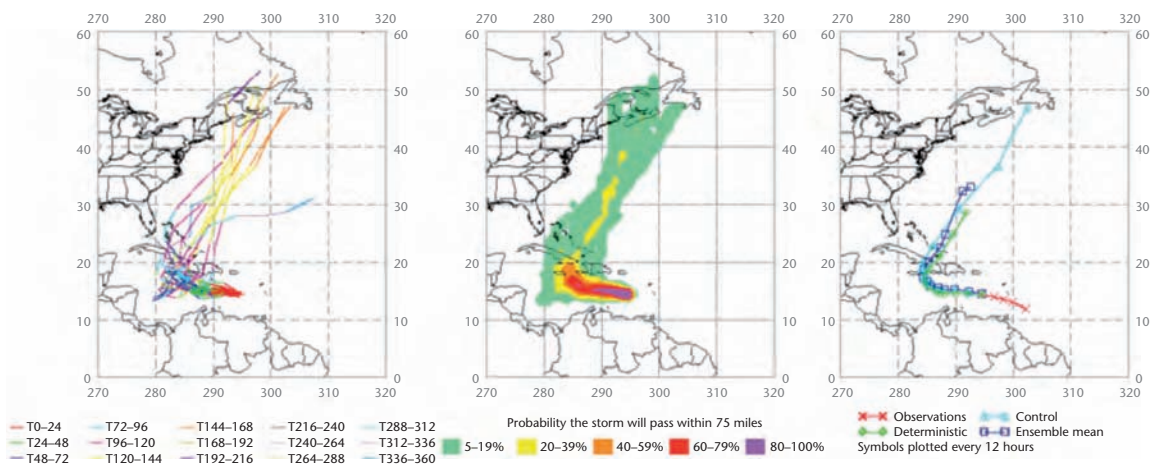 270 280 290 300 310 320
270 280 290 300 310 320
270 280 290 300 310 320
60 60 60 60 60 60
50 50 50 50 50 50
40 40 40 40 40 40
30 30 30 30 30 30
20 20 20 20 20 20
10 10 10 10 10 10
0 0 0 0 0 0
270 280 290 300 310 320
270 280 290 300 310 320
270 280 290 300 310 320
T0–24 T72–96 T144–168 T216–240 T288–312
T24–48 T96–120 T168–192 T240–264 T312–336
T48–72 T120–144 T192–216 T264–288 T336–360
Probability the storm will pass within 75 miles
5–19% 20–39% 40–59% 60–79% 80–100%
Observations Control
Deterministic Ensemble mean
Symbols plotted every 12 hours